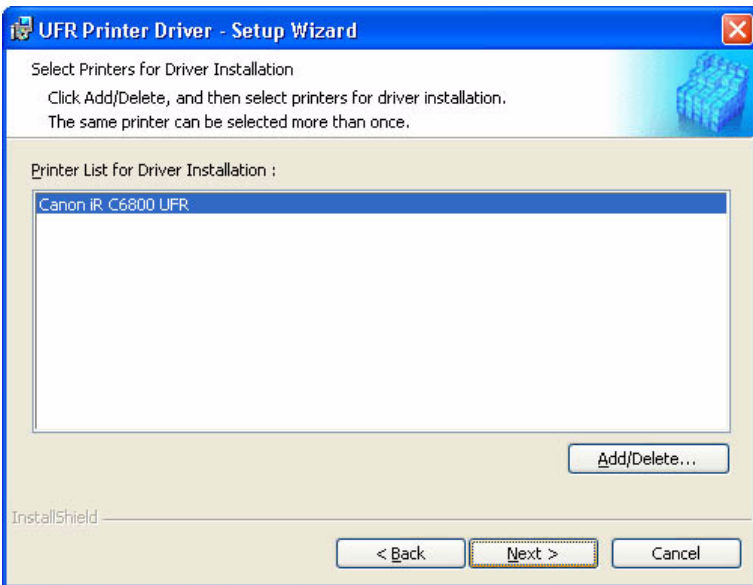 UFR Printer Driver - Setup Wizard
Select Printers for Driver Installation
Click Add/Delete, and then select printers for driver installation.
The same printer can be selected more than once.
Printer List for Driver Installation :
Canon iR C6800 UFR
Add/Delete...
InstallShield
< Back Next > Cancel